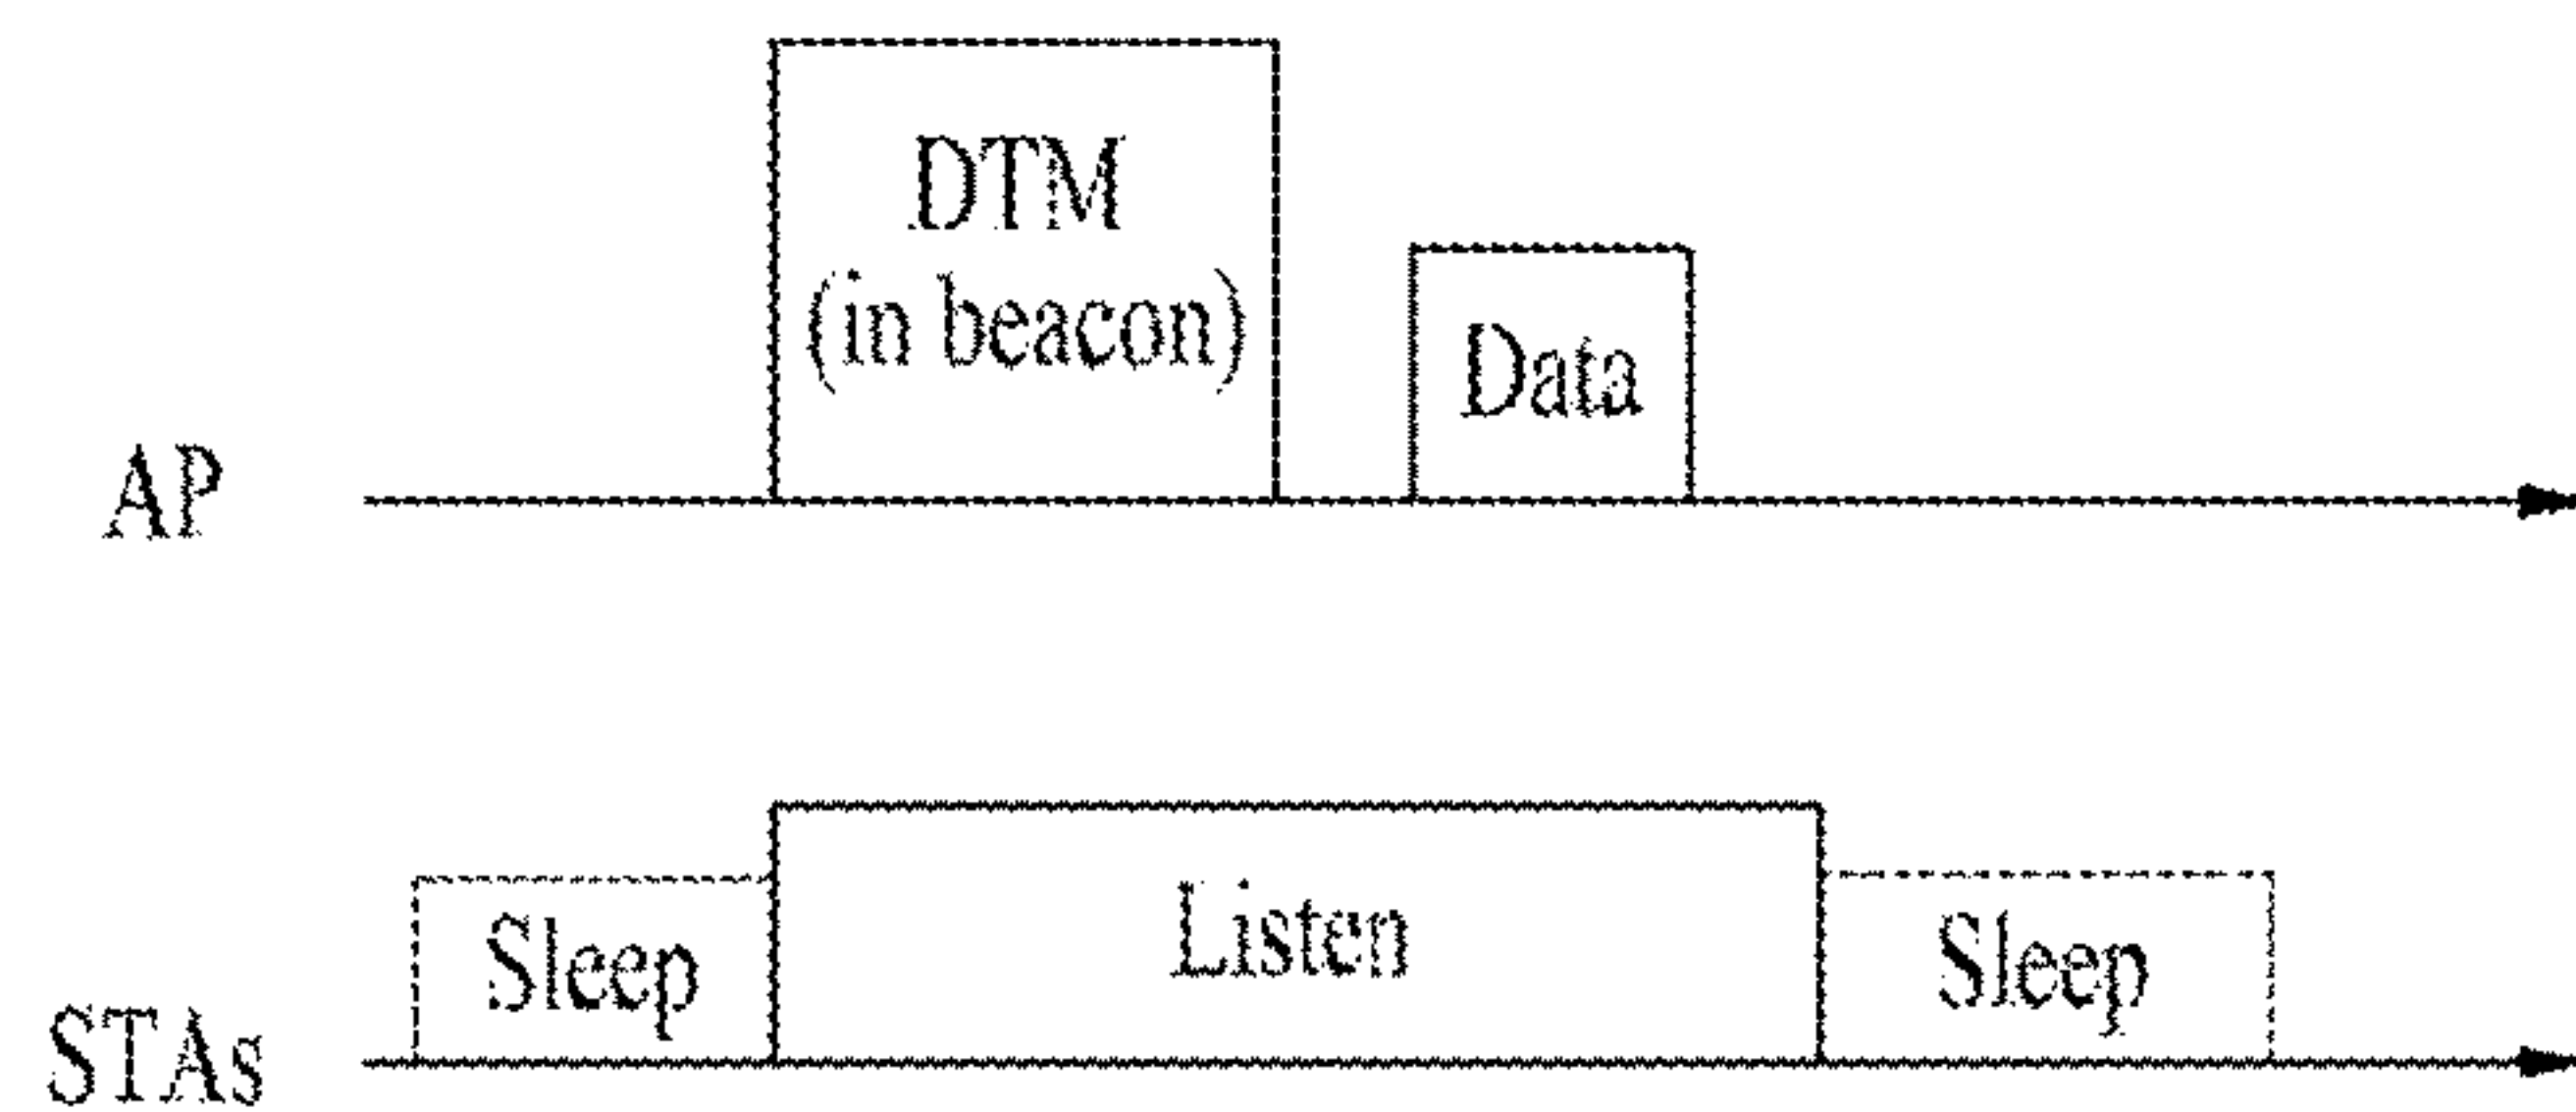 DTM
(in beacon)
Data
AP
Sleep
Listen
Sleep
STAs